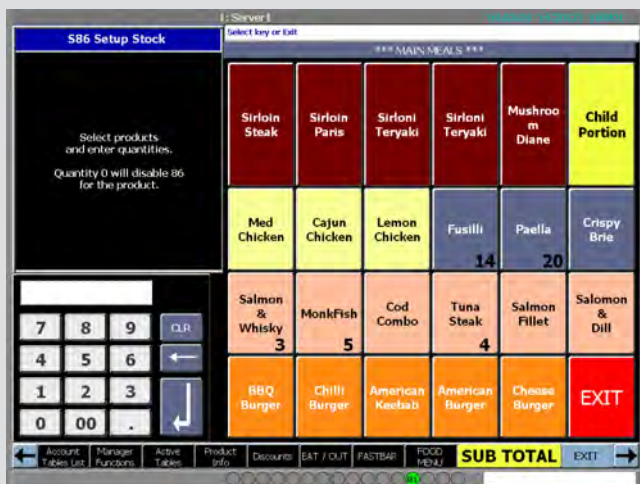 1: Server1
S86 Setup Stock
Select key or Exit
*** MAIN MEALS ***
Select products
and enter quantities.
Quantity 0 will disable 86
for the product.
Sirloin
Steak
Sirloin
Paris
Sirloni
Teryaki
Sirloni
Teryaki
Mushroo
m
Diane
Child
Portion
Med
Chicken
Cajun
Chicken
Lemon
Chicken
Fusilli
14
Paella
20
Crispy
Brie
Salmon
&
Whisky
3
MonkFish
5
Cod
Combo
Tuna
Steak
4
Salmon
Fillet
Salomon
&
Dill
BBQ
Burger
Chilli
Burger
American
Keebab
American
Burger
Cheese
Burger
EXIT
7 8 9 CLR
4 5 6
1 2 3
0 00 .
Account
Tables List
Manager
Functions
Active
Tables
Product
Info
Discounts
EAT / OUT
FASTBAR
FOOD
MENU
SUB TOTAL
EXIT